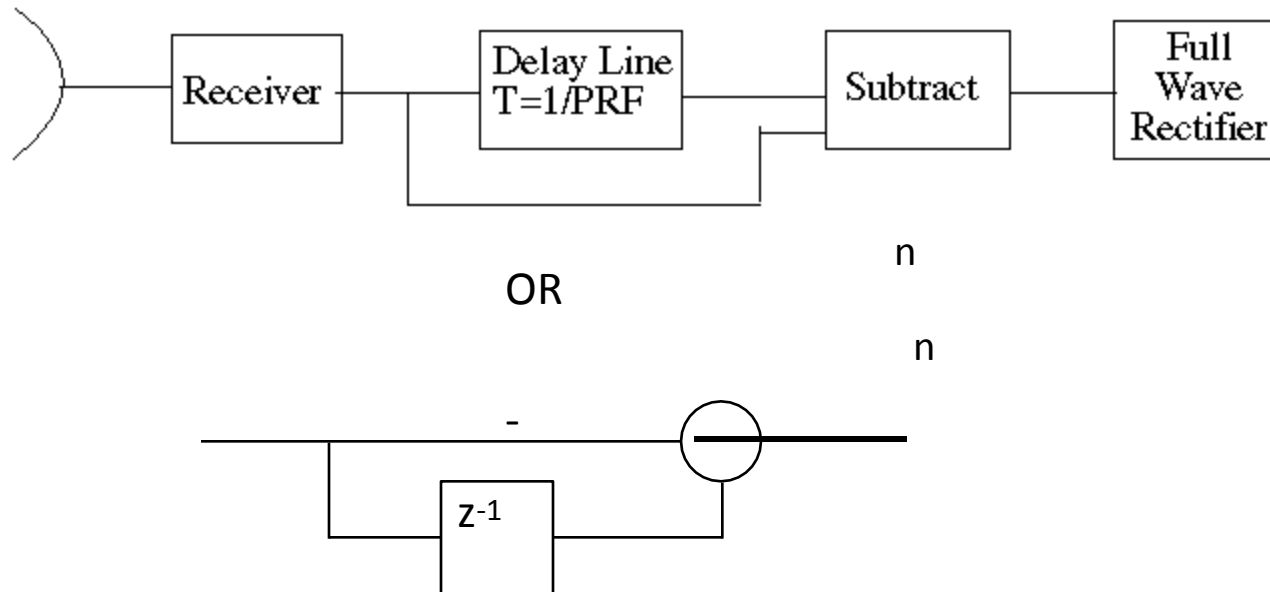 Receiver
Delay Line
T=1/PRF
Subtract
Full
Wave
Rectifier
n
OR
n
-
z-1